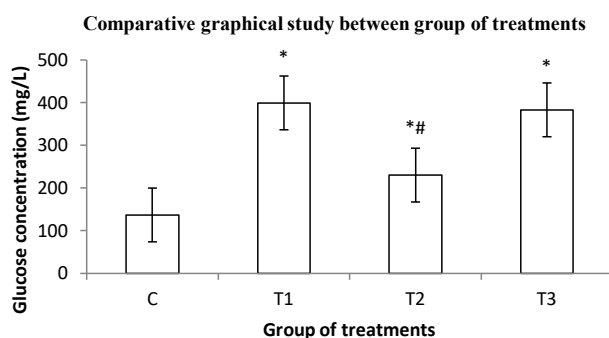 Comparative graphical study between group of treatments
Glucose concentration (mg/L)
500
400
300
200
100
0
*
*#
*
C T1 T2 T3
Group of treatments